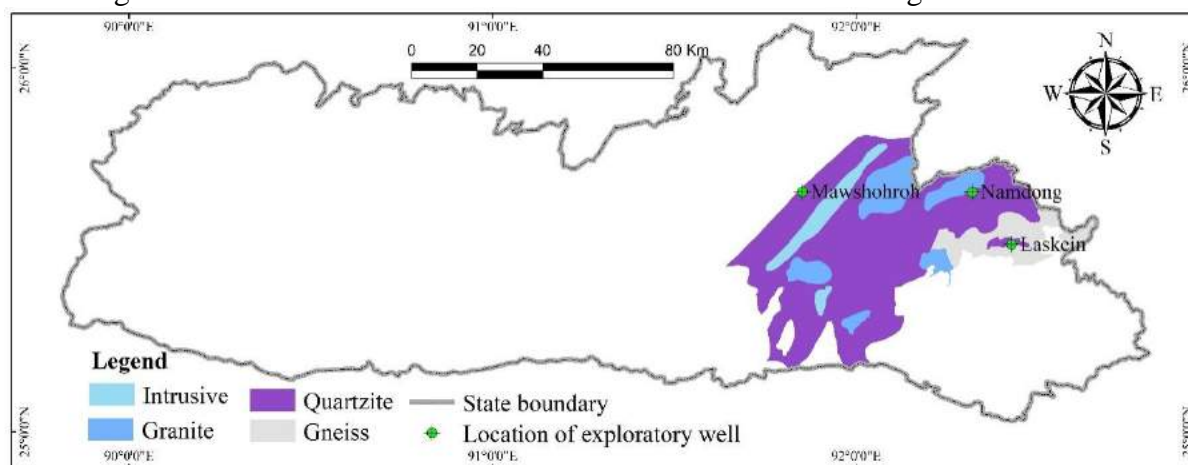 90°0'0"E 91°0'0"E 92°0'0"E
0 20 40 80 Km
26°0'0"N
N
W E
S
Mawshohroh
Namdong
Laskein
Legend
Intrusive Quartzite State boundary
Granite Gneiss Location of exploratory well
25°0'0"N
90°0'0"E 91°0'0"E 92°0'0"E